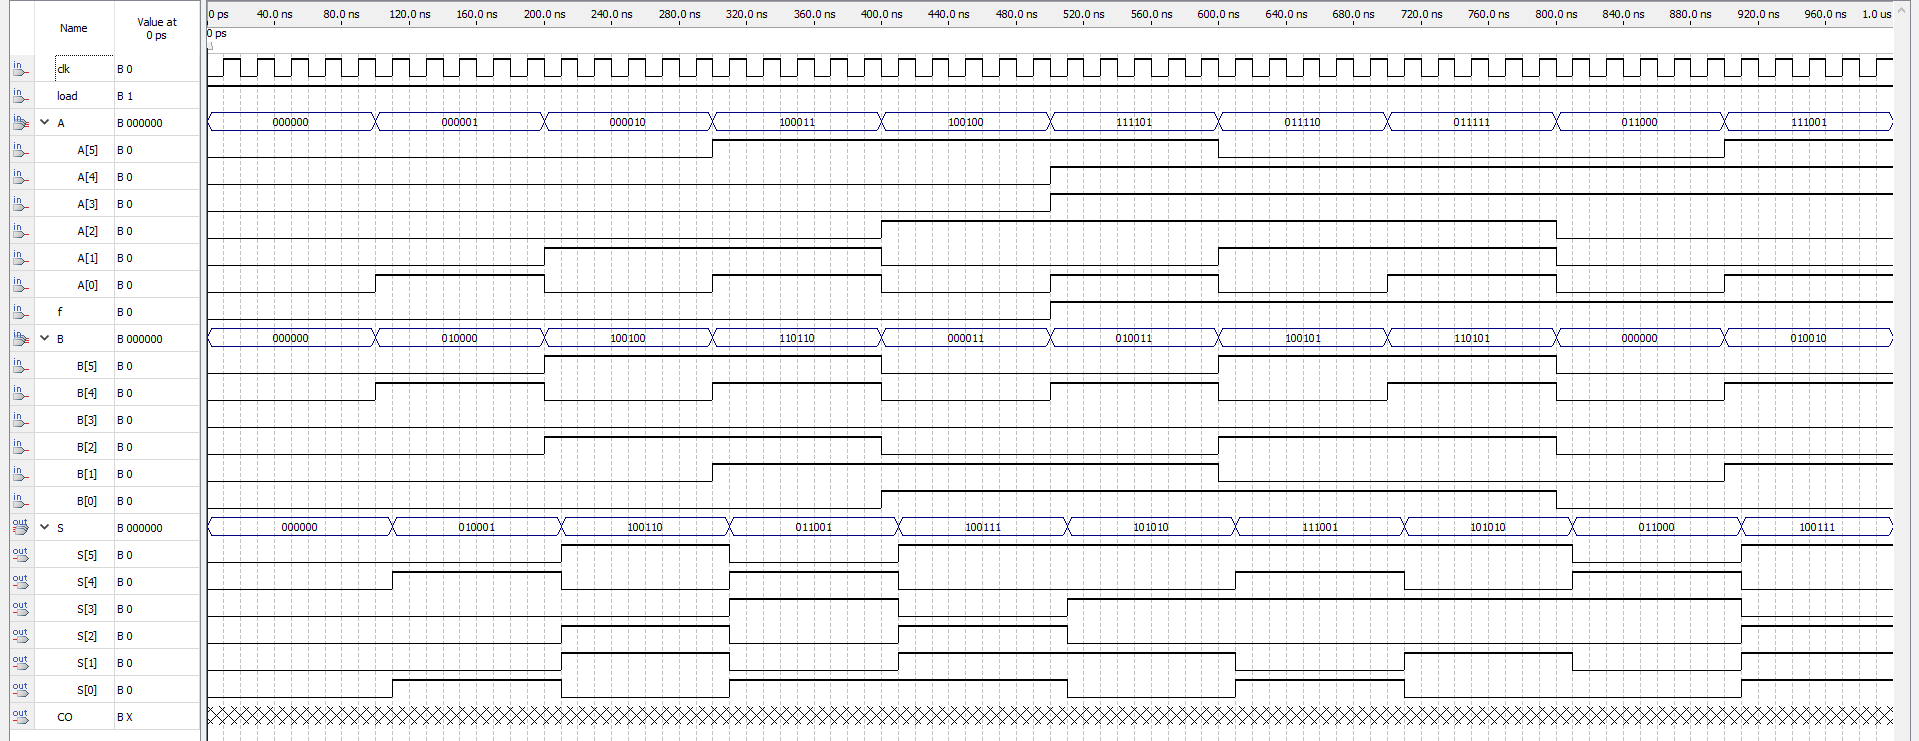 Name Value at 0 ps
0 ps 40.0 ns 80.0 ns 120.0 ns 160.0 ns 200.0 ns 240.0 ns 280.0 ns 320.0 ns 360.0 ns 400.0 ns 440.0 ns 480.0 ns 520.0 ns 560.0 ns 600.0 ns 640.0 ns 680.0 ns 720.0 ns 760.0 ns 800.0 ns 840.0 ns 880.0 ns 920.0 ns 960.0 ns 1.0 us
0 ps
in clk B 0
in load B 1
in A B 000000 000000 000001 000010 100011 100100 111101 011110 011111 011000 111001
in A[5] B 0
in A[4] B 0
in A[3] B 0
in A[2] B 0
in A[1] B 0
in A[0] B 0
in f B 0
in B B 000000 000000 010000 100100 110110 000011 010011 100101 110101 000000 010010
in B[5] B 0
in B[4] B 0
in B[3] B 0
in B[2] B 0
in B[1] B 0
in B[0] B 0
out S B 000000 000000 010001 100110 011001 100111 101010 111001 101010 011000 100111
out S[5] B 0
out S[4] B 0
out S[3] B 0
out S[2] B 0
out S[1] B 0
out S[0] B 0
out CO B X